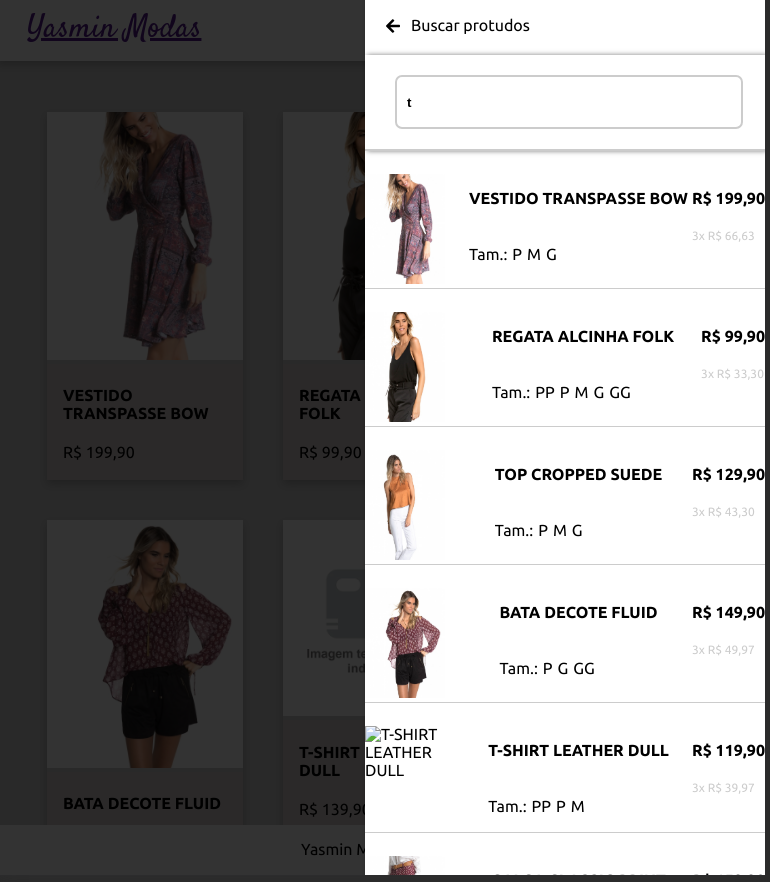 Yasmin Modas
VESTIDO
TRANSPASSE BOW
R$ 199,90
REGATA
FOLK
R$ 99,90
BATA DECOTE FLUID
Imagem te
ind
T-SHIRT
DULL
R$ 139,90
Yasmin M
Buscar protudos
t
VESTIDO TRANSPASSE BOW R$ 199,90
3x R$ 66,63
Tam.: P M G
REGATA ALCINHA FOLK R$ 99,90
3x R$ 33,30
Tam.: PP P M G GG
TOP CROPPED SUEDE R$ 129,90
3x R$ 43,30
Tam.: P M G
BATA DECOTE FLUID R$ 149,90
3x R$ 49,97
Tam.: P G GG
T-SHIRT
LEATHER
DULL
T-SHIRT LEATHER DULL R$ 119,90
3x R$ 39,97
Tam.: PP P M